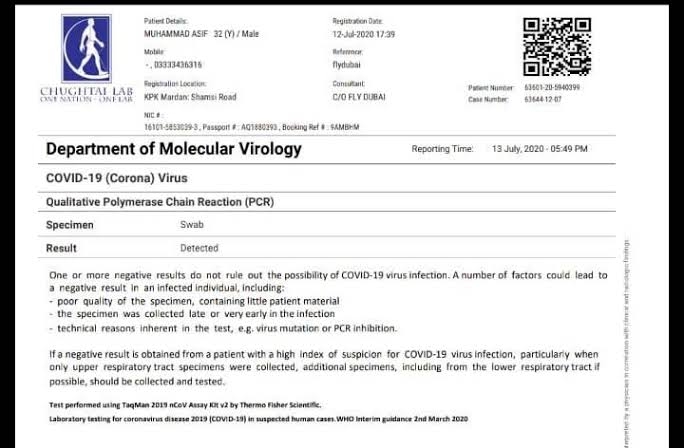 Patient Details:
MUHAMMAD ASIF 32 (Y) / Male
Mobile
-, 03333436316
Registration Location:
KPK Mardan: Shamsi Road
NIC #:
16101-5853039-3, Passport #: AQ1880393, Booking Ref #: 9AMBHM
Registration Date:
12-Jul-2020 17:39
Reference:
flydubai
Consultant:
C/O FLY DUBAI
Patient Number: 63601-20-5940399
Case Number: 63644-12-07
CHUGHTAI LAB
ONE NATION - ONE LAB
Department of Molecular Virology
Reporting Time: 13 July, 2020 - 05:49 PM
COVID-19 (Corona) Virus
Qualitative Polymerase Chain Reaction (PCR)
Specimen Swab
Result Detected
One or more negative results do not rule out the possibility of COVID-19 virus infection. A number of factors could lead to
a negative result in an infected individual, including:
- poor quality of the specimen, containing little patient material
- the specimen was collected late or very early in the infection
- technical reasons inherent in the test, e.g. virus mutation or PCR inhibition.
If a negative result is obtained from a patient with a high index of suspicion for COVID-19 virus infection, particularly when
only upper respiratory tract specimens were collected, additional specimens, including from the lower respiratory tract if
possible, should be collected and tested.
Test performed using TaqMan 2019 nCoV Assay Kit v2 by Thermo Fisher Scientific.
Laboratory testing for coronavirus disease 2019 (COVID-19) in suspected human cases.WHO Interim guidance 2nd March 2020
by a physician in correlation with clinical and radiologic findings